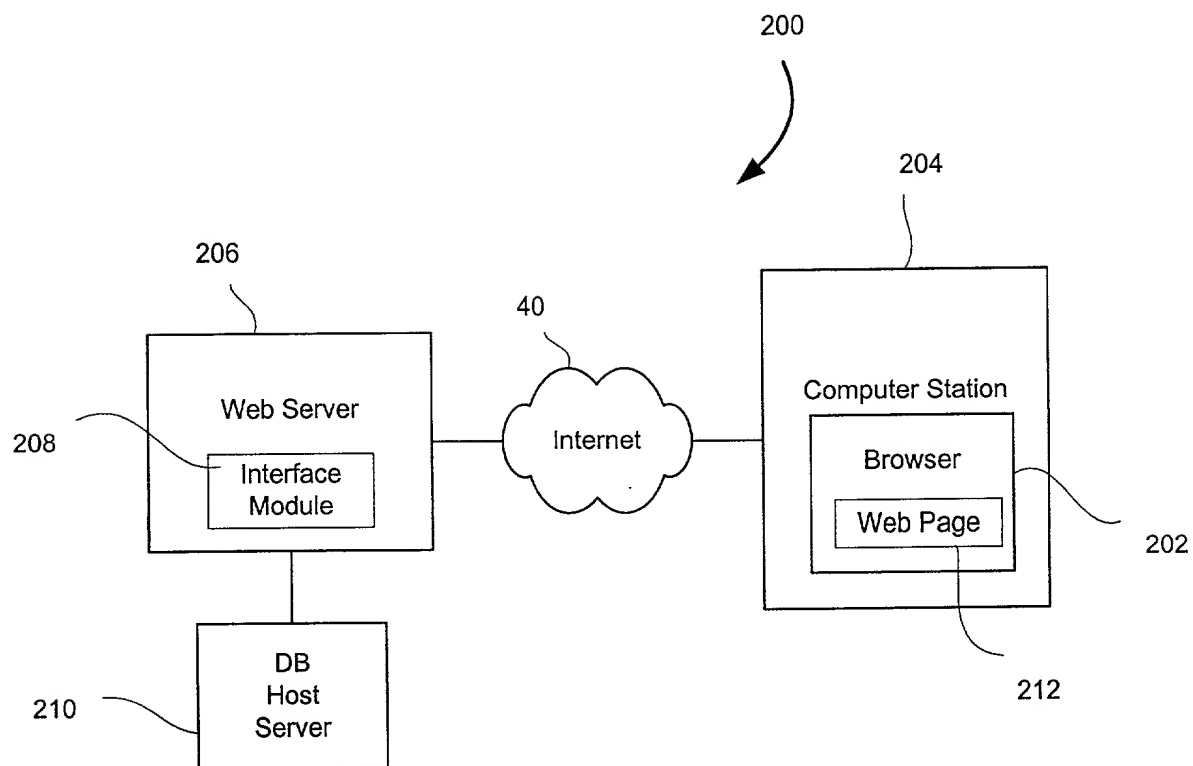 200
204
206
40
Computer Station
Web Server
Internet
208
Interface
Module
Browser
Web Page
202
DB
Host
Server
210
212